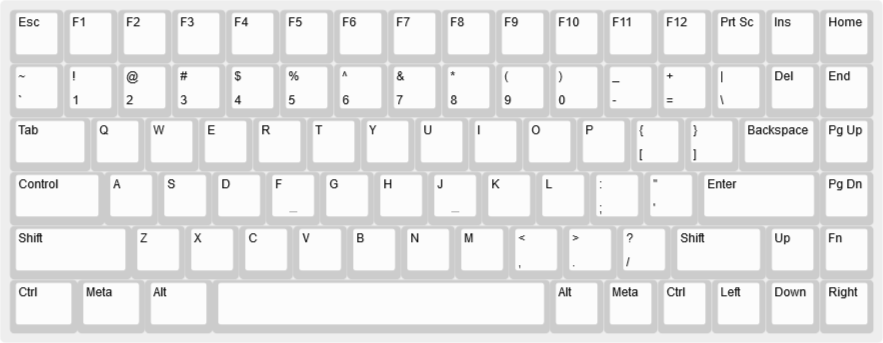 Esc F1 F2 F3 F4 F5 F6 F7 F8 F9 F10 F11 F12 Prt Sc Ins Home
~ ! @ # $ % ^ & * ( ) _ + | Del End
` 1 2 3 4 5 6 7 8 9 0 - = \
Tab Q W E R T Y U I O P { } Backspace Pg Up
[ ]
Control A S D F G H J K L : " Enter Pg Dn
_ _ ; '
Shift Z X C V B N M < > ? Shift Up Fn
, . /
Ctrl Meta Alt Alt Meta Ctrl Left Down Right